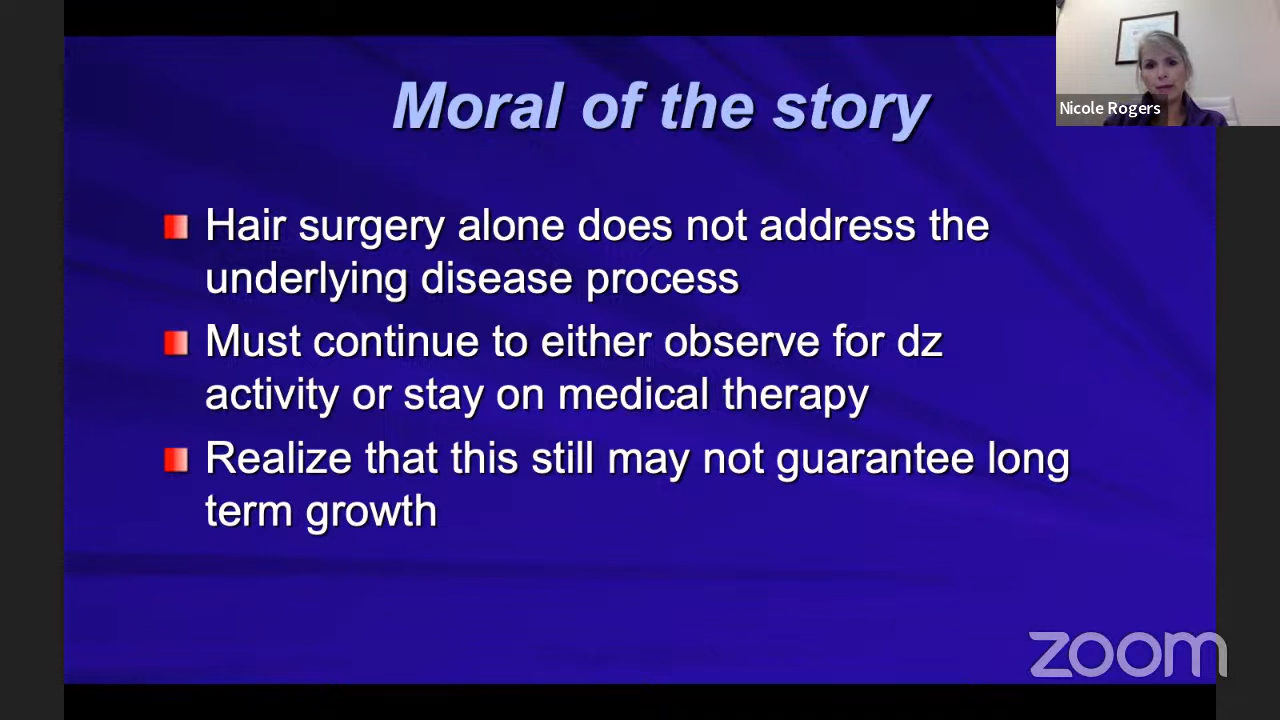 Moral of the story
Nicole Rogers
Hair surgery alone does not address the
underlying disease process
Must continue to either observe for dz
activity or stay on medical therapy
Realize that this still may not guarantee long
term growth
zoom